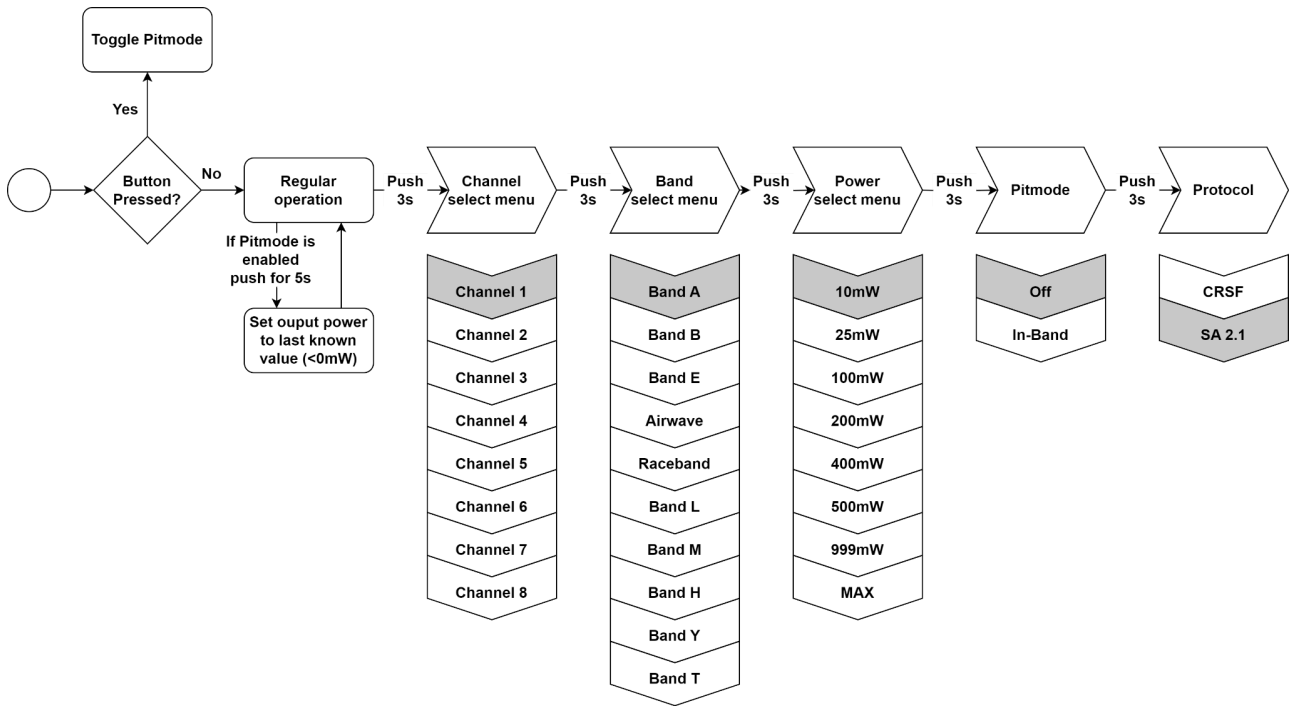 Toggle Pitmode
Yes
Button
Pressed?
No
Regular
operation
If Pitmode is
enabled
push for 5s
Set ouput power
to last known
value (<0mW)
Push
3s
Channel
select menu
Push
3s
Band
select menu
Push
3s
Power
select menu
Push
3s
Pitmode
Push
3s
Protocol
Channel 1
Channel 2
Channel 3
Channel 4
Channel 5
Channel 6
Channel 7
Channel 8
Band A
Band B
Band E
Airwave
Raceband
Band L
Band M
Band H
Band Y
Band T
10mW
25mW
100mW
200mW
400mW
500mW
999mW
MAX
Off
In-Band
CRSF
SA 2.1